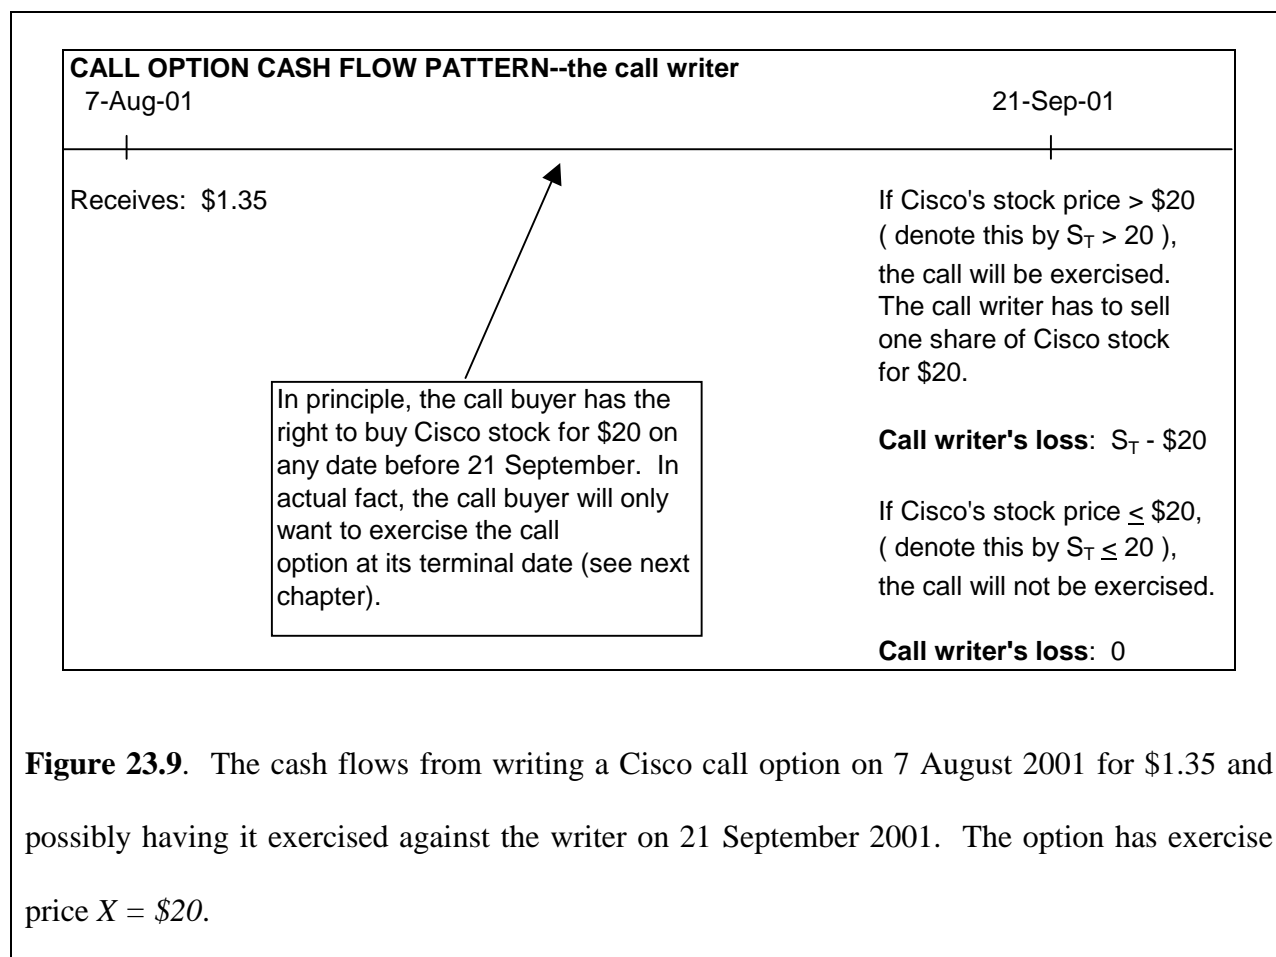 CALL OPTION CASH FLOW PATTERN--the call writer
7-Aug-01 21-Sep-01
Receives: $1.35
If Cisco's stock price > $20
( denote this by S_T > 20 ),
the call will be exercised.
The call writer has to sell
one share of Cisco stock
for $20.
Call writer's loss: S_T - $20
If Cisco's stock price ≤ $20,
( denote this by S_T ≤ 20 ),
the call will not be exercised.
Call writer's loss: 0
In principle, the call buyer has the
right to buy Cisco stock for $20 on
any date before 21 September. In
actual fact, the call buyer will only
want to exercise the call
option at its terminal date (see next
chapter).
Figure 23.9. The cash flows from writing a Cisco call option on 7 August 2001 for $1.35 and
possibly having it exercised against the writer on 21 September 2001. The option has exercise
price X = $20.